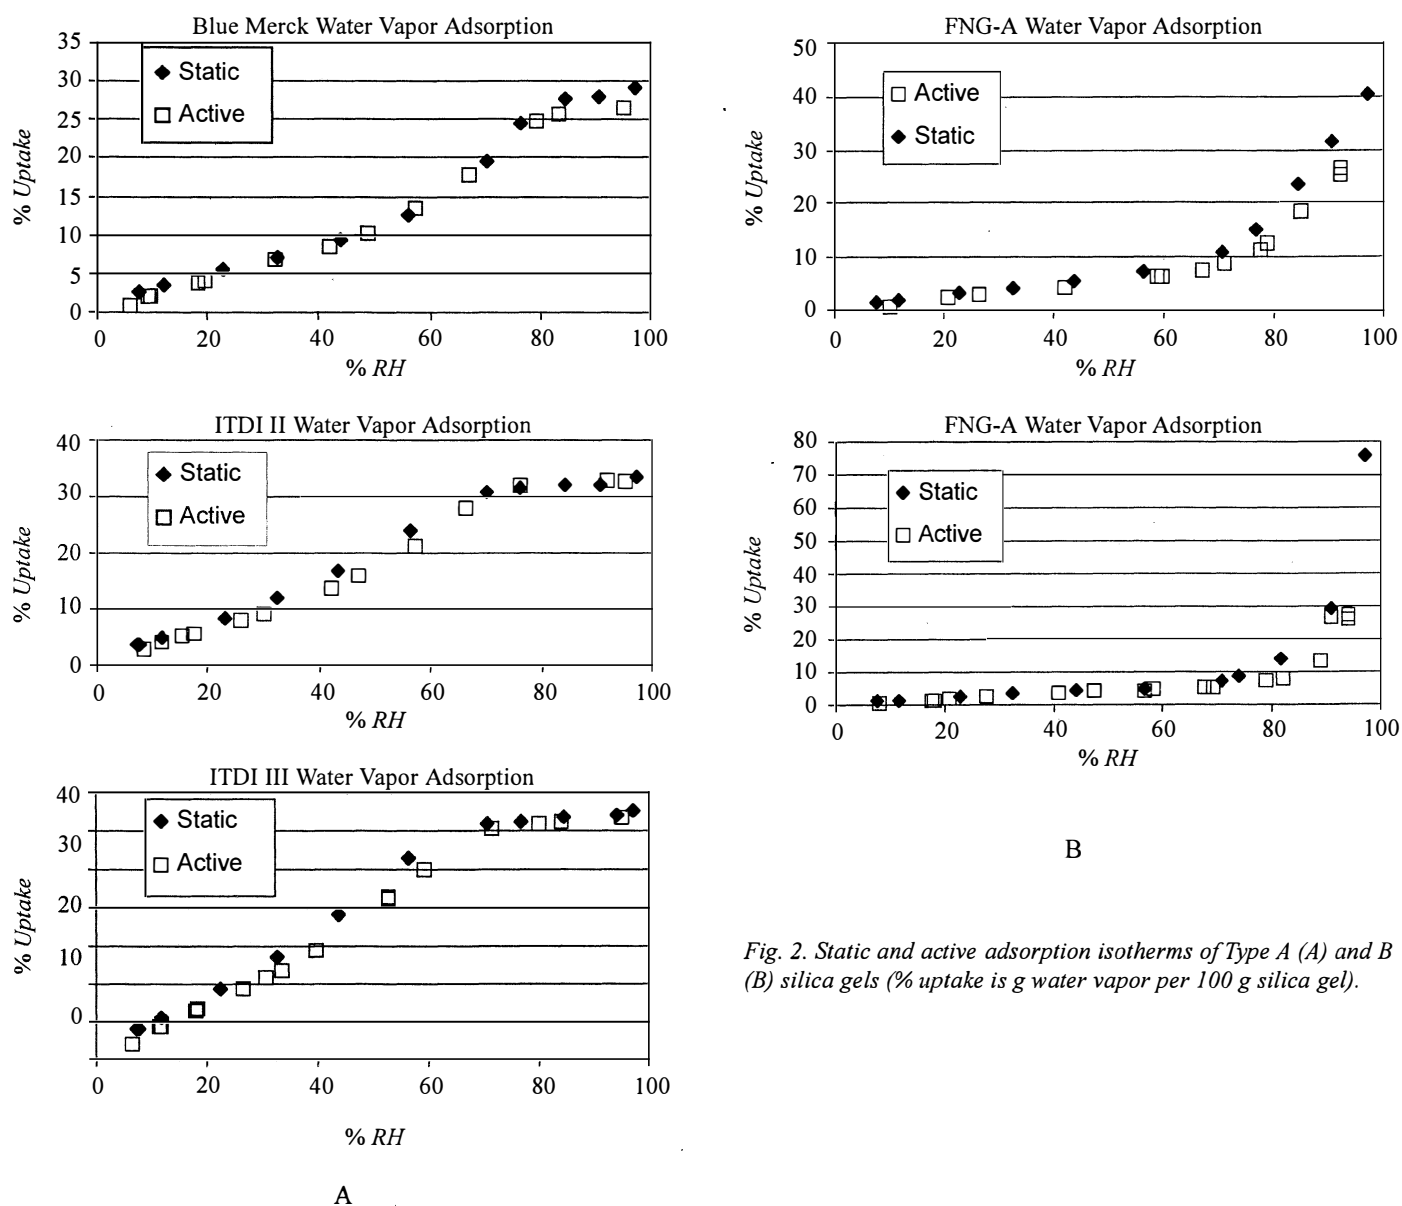 Blue Merck Water Vapor Adsorption
35
30
25
20
15
10
5
0
% Uptake
Static
Active
0 20 40 60 80 100
% RH
ITDI II Water Vapor Adsorption
40
30
20
10
0
% Uptake
Static
Active
0 20 40 60 80 100
% RH
ITDI III Water Vapor Adsorption
40
30
20
10
0
% Uptake
Static
Active
0 20 40 60 80 100
% RH
A
FNG-A Water Vapor Adsorption
50
40
30
20
10
0
% Uptake
Active
Static
0 20 40 60 80 100
% RH
FNG-A Water Vapor Adsorption
80
70
60
50
40
30
20
10
0
% Uptake
Static
Active
0 20 40 60 80 100
% RH
B
Fig. 2. Static and active adsorption isotherms of Type A (A) and B
(B) silica gels (% uptake is g water vapor per 100 g silica gel).